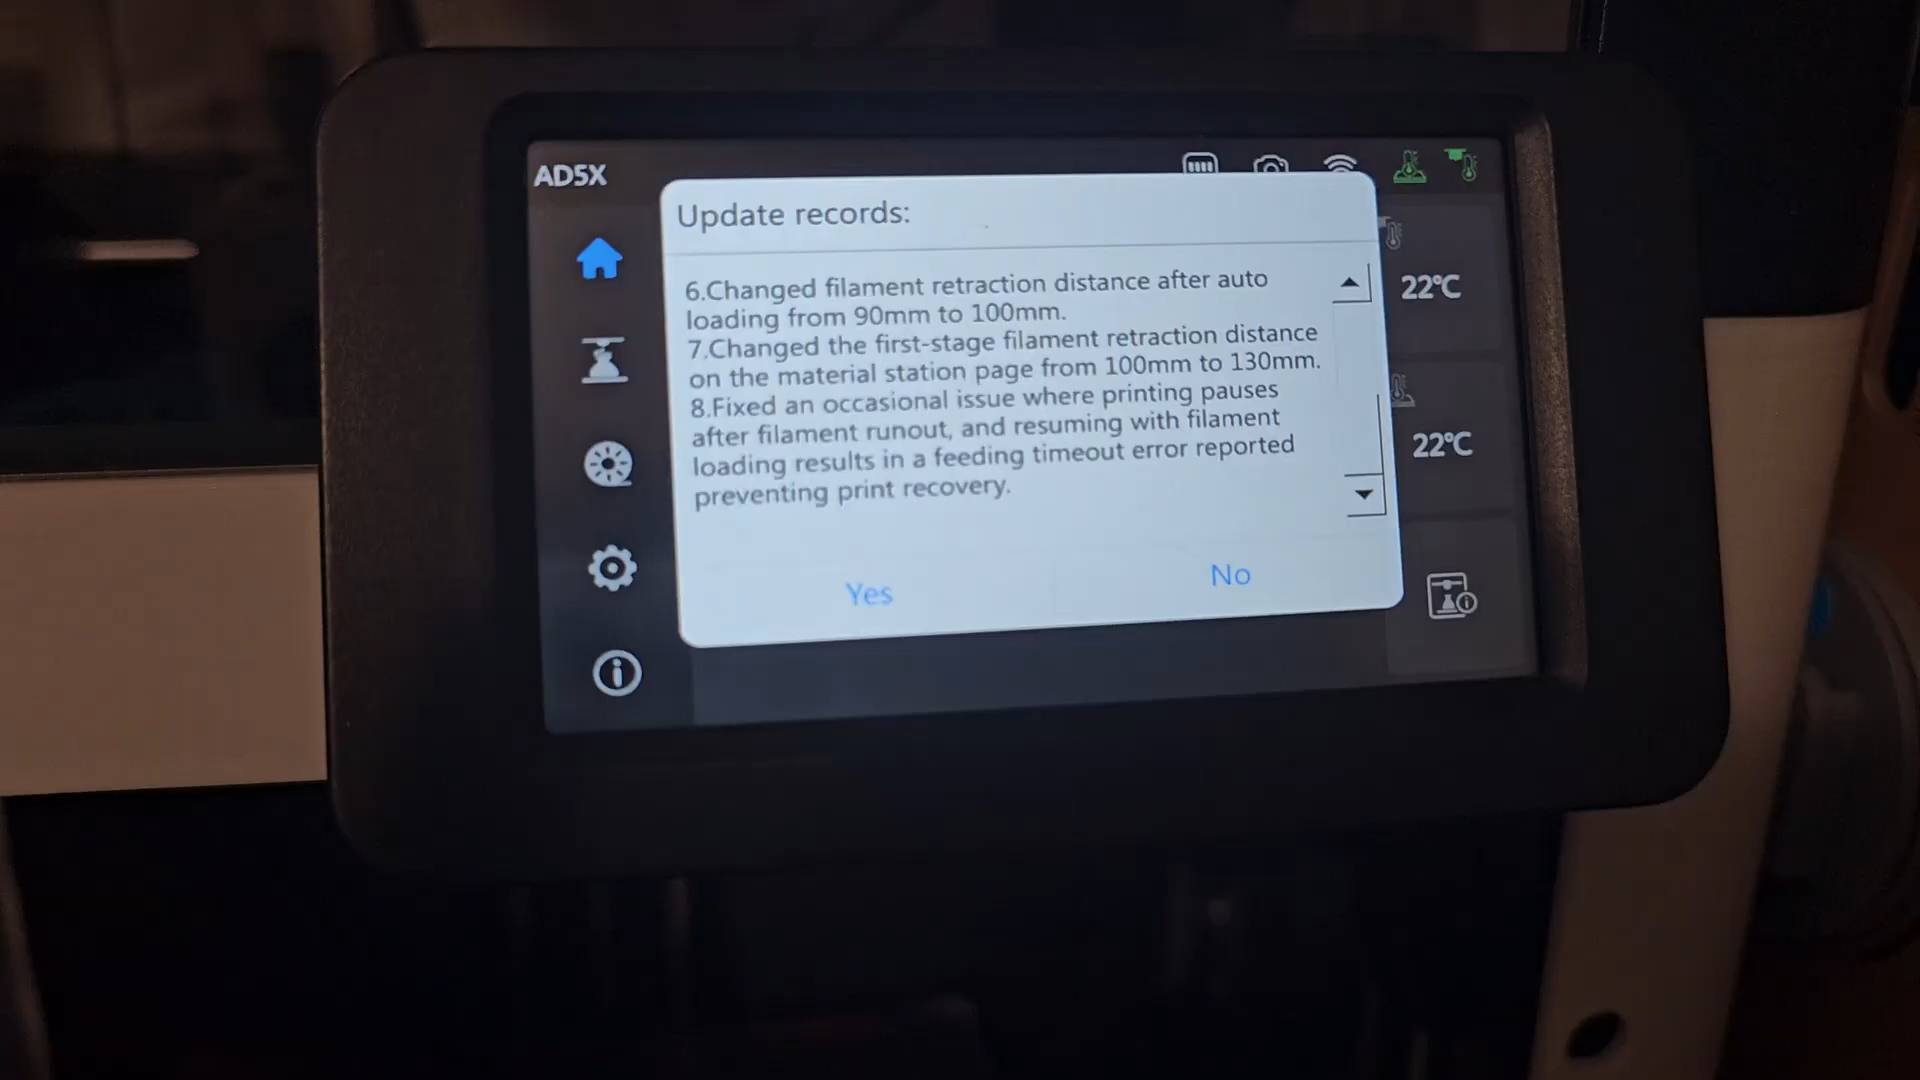 AD5X
Update records:
6.Changed filament retraction distance after auto
loading from 90mm to 100mm.
7.Changed the first-stage filament retraction distance
on the material station page from 100mm to 130mm.
8.Fixed an occasional issue where printing pauses
after filament runout, and resuming with filament
loading results in a feeding timeout error reported
preventing print recovery.
Yes
No
22℃
22℃